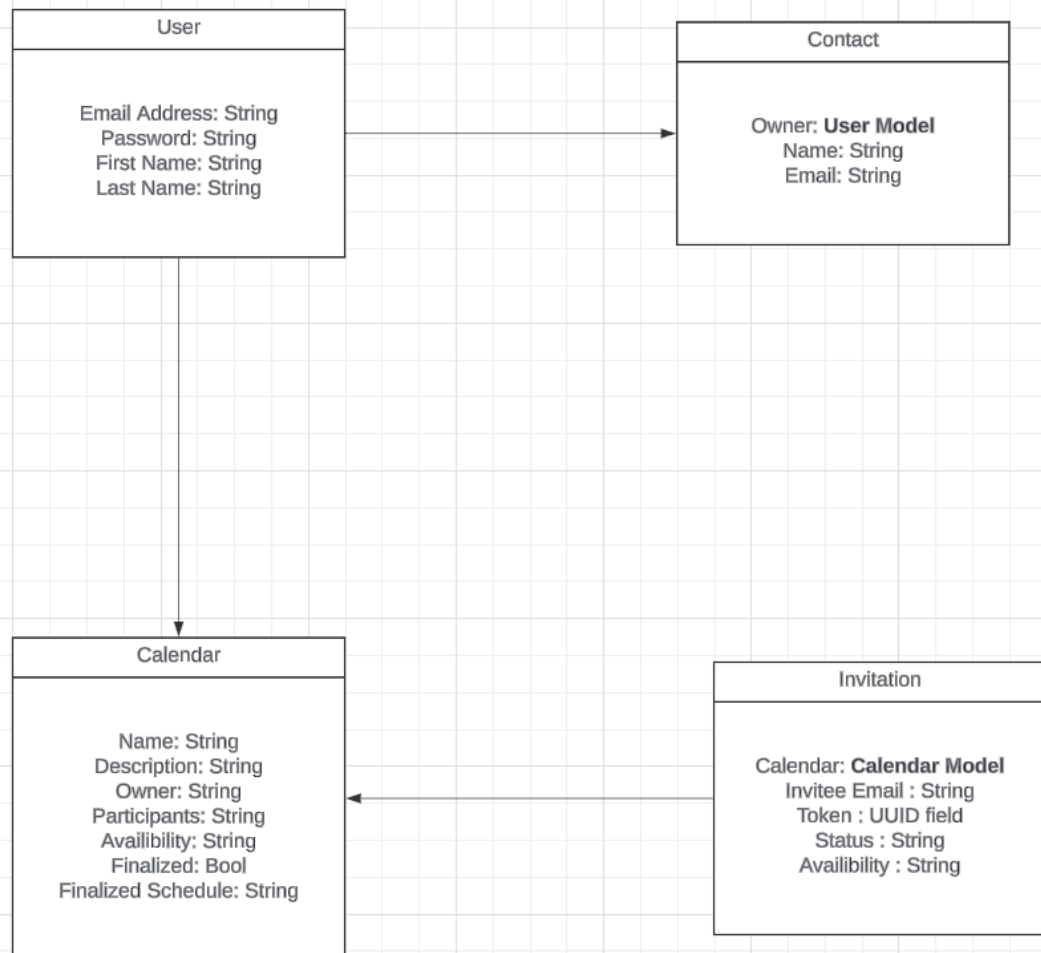 User
Email Address: String
Password: String
First Name: String
Last Name: String
Contact
Owner: User Model
Name: String
Email: String
Calendar
Name: String
Description: String
Owner: String
Participants: String
Availibility: String
Finalized: Bool
Finalized Schedule: String
Invitation
Calendar: Calendar Model
Invitee Email : String
Token : UUID field
Status : String
Availibility : String